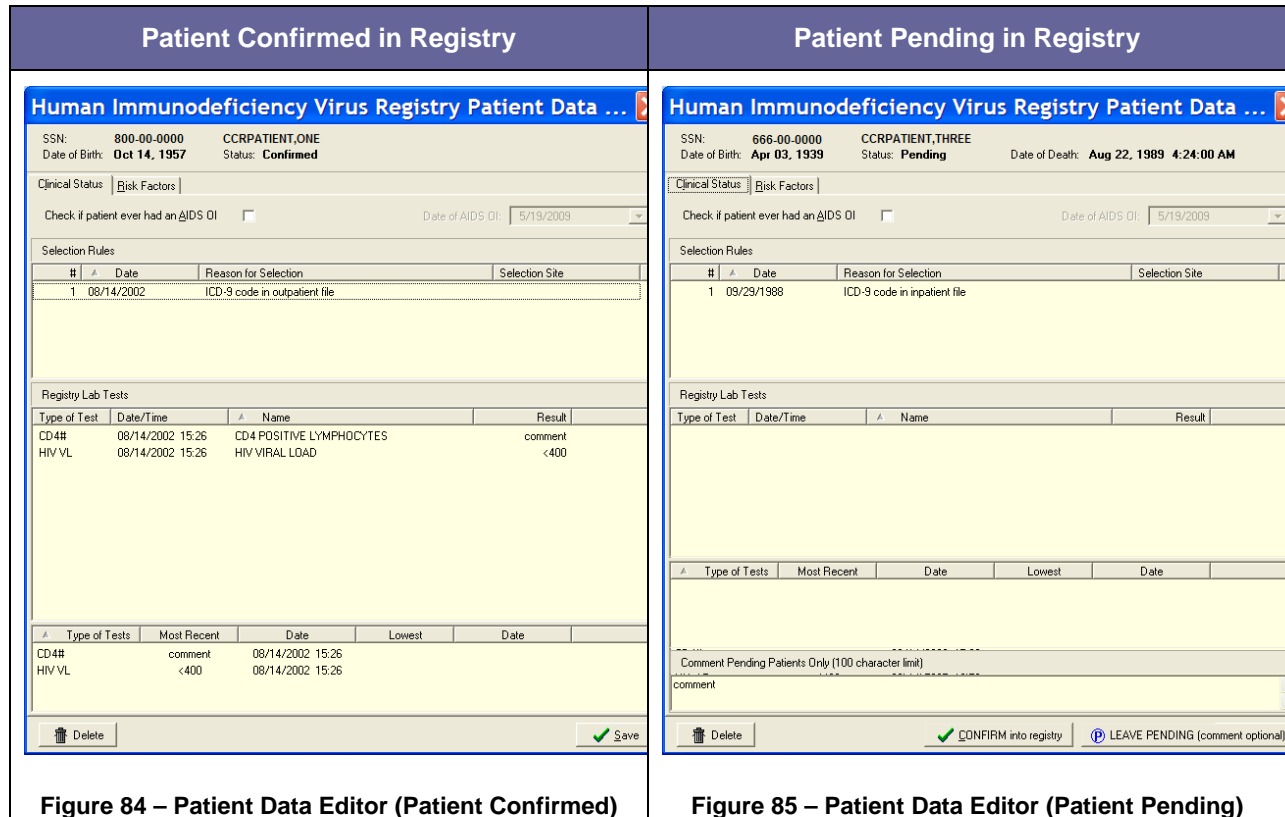 Patient Confirmed in Registry
Human Immunodeficiency Virus Registry Patient Data ...
SSN: 800-00-0000 CCRPATIENT,ONE
Date of Birth: Oct 14, 1957 Status: Confirmed
Clinical Status Risk Factors
Check if patient ever had an AIDS OI Date of AIDS OI: 5/19/2009
Selection Rules
# Date Reason for Selection Selection Site
1 08/14/2002 ICD-9 code in outpatient file
Registry Lab Tests
Type of Test Date/Time Name Result
CD4# 08/14/2002 15:26 CD4 POSITIVE LYMPHOCYTES comment
HIV VL 08/14/2002 15:26 HIV VIRAL LOAD <400
Type of Tests Most Recent Date Lowest Date
CD4# comment 08/14/2002 15:26
HIV VL <400 08/14/2002 15:26
Delete Save
Figure 84 – Patient Data Editor (Patient Confirmed)
Patient Pending in Registry
Human Immunodeficiency Virus Registry Patient Data ...
SSN: 666-00-0000 CCRPATIENT,THREE
Date of Birth: Apr 03, 1939 Status: Pending Date of Death: Aug 22, 1989 4:24:00 AM
Clinical Status Risk Factors
Check if patient ever had an AIDS OI Date of AIDS OI: 5/19/2009
Selection Rules
# Date Reason for Selection Selection Site
1 09/29/1988 ICD-9 code in inpatient file
Registry Lab Tests
Type of Test Date/Time Name Result
Type of Tests Most Recent Date Lowest Date
Comment Pending Patients Only (100 character limit)
comment
Delete CONFIRM into registry LEAVE PENDING (comment optional)
Figure 85 – Patient Data Editor (Patient Pending)